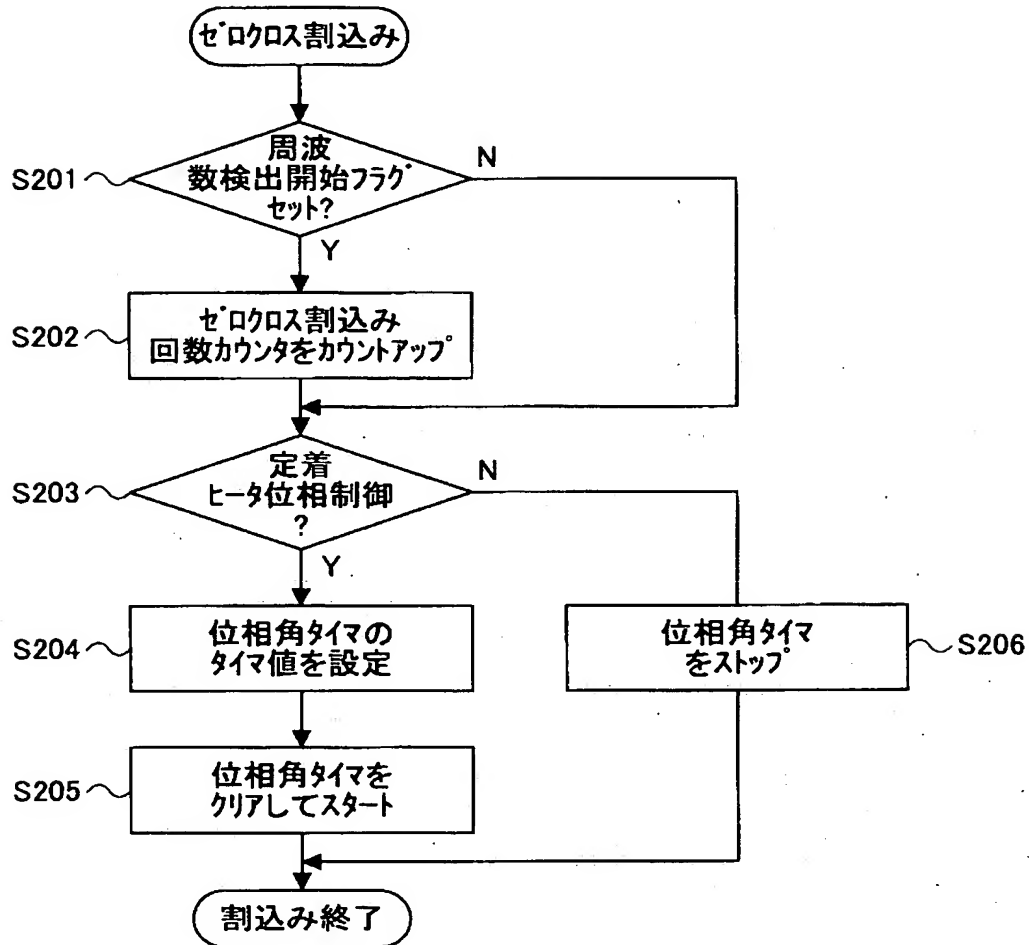 ｾﾞﾛｸﾛｽ割込み
S201
周波
数検出開始ﾌﾗｸﾞ
ｾｯﾄ?
N
Y
S202
ｾﾞﾛｸﾛｽ割込み
回数ｶｳﾝﾀをｶｳﾝﾄｱｯﾌﾟ
S203
定着
ﾋｰﾀ位相制御
?
N
Y
S204
位相角ﾀｲﾏの
ﾀｲﾏ値を設定
位相角ﾀｲﾏ
をｽﾄｯﾌﾟ
S206
S205
位相角ﾀｲﾏを
ｸﾘｱしてｽﾀｰﾄ
割込み終了